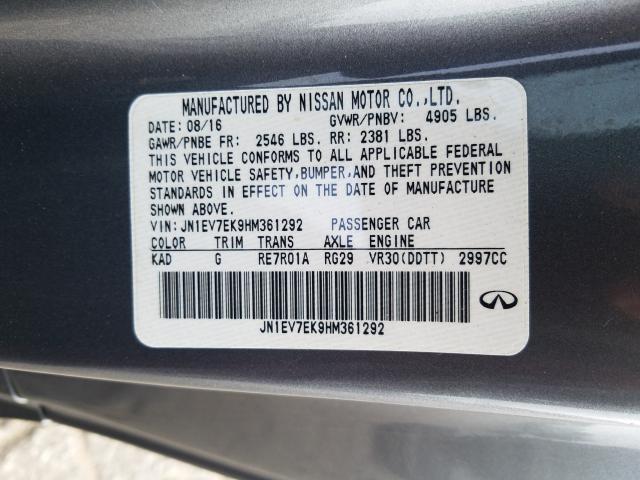 MANUFACTURED BY NISSAN MOTOR CO.,LTD.
DATE: 08/16 GVWR/PNBV: 4905 LBS.
GAWR/PNBE FR: 2546 LBS. RR: 2381 LBS.
THIS VEHICLE CONFORMS TO ALL APPLICABLE FEDERAL
MOTOR VEHICLE SAFETY, BUMPER, AND THEFT PREVENTION
STANDARDS IN EFFECT ON THE DATE OF MANUFACTURE
SHOWN ABOVE.
VIN: JN1EV7EK9HM361292 PASSENGER CAR
COLOR TRIM TRANS AXLE ENGINE
KAD G RE7R01A RG29 VR30(DDTT) 2997CC
JN1EV7EK9HM361292